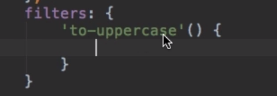 filters: {
'to-uppercase'() {
}
}